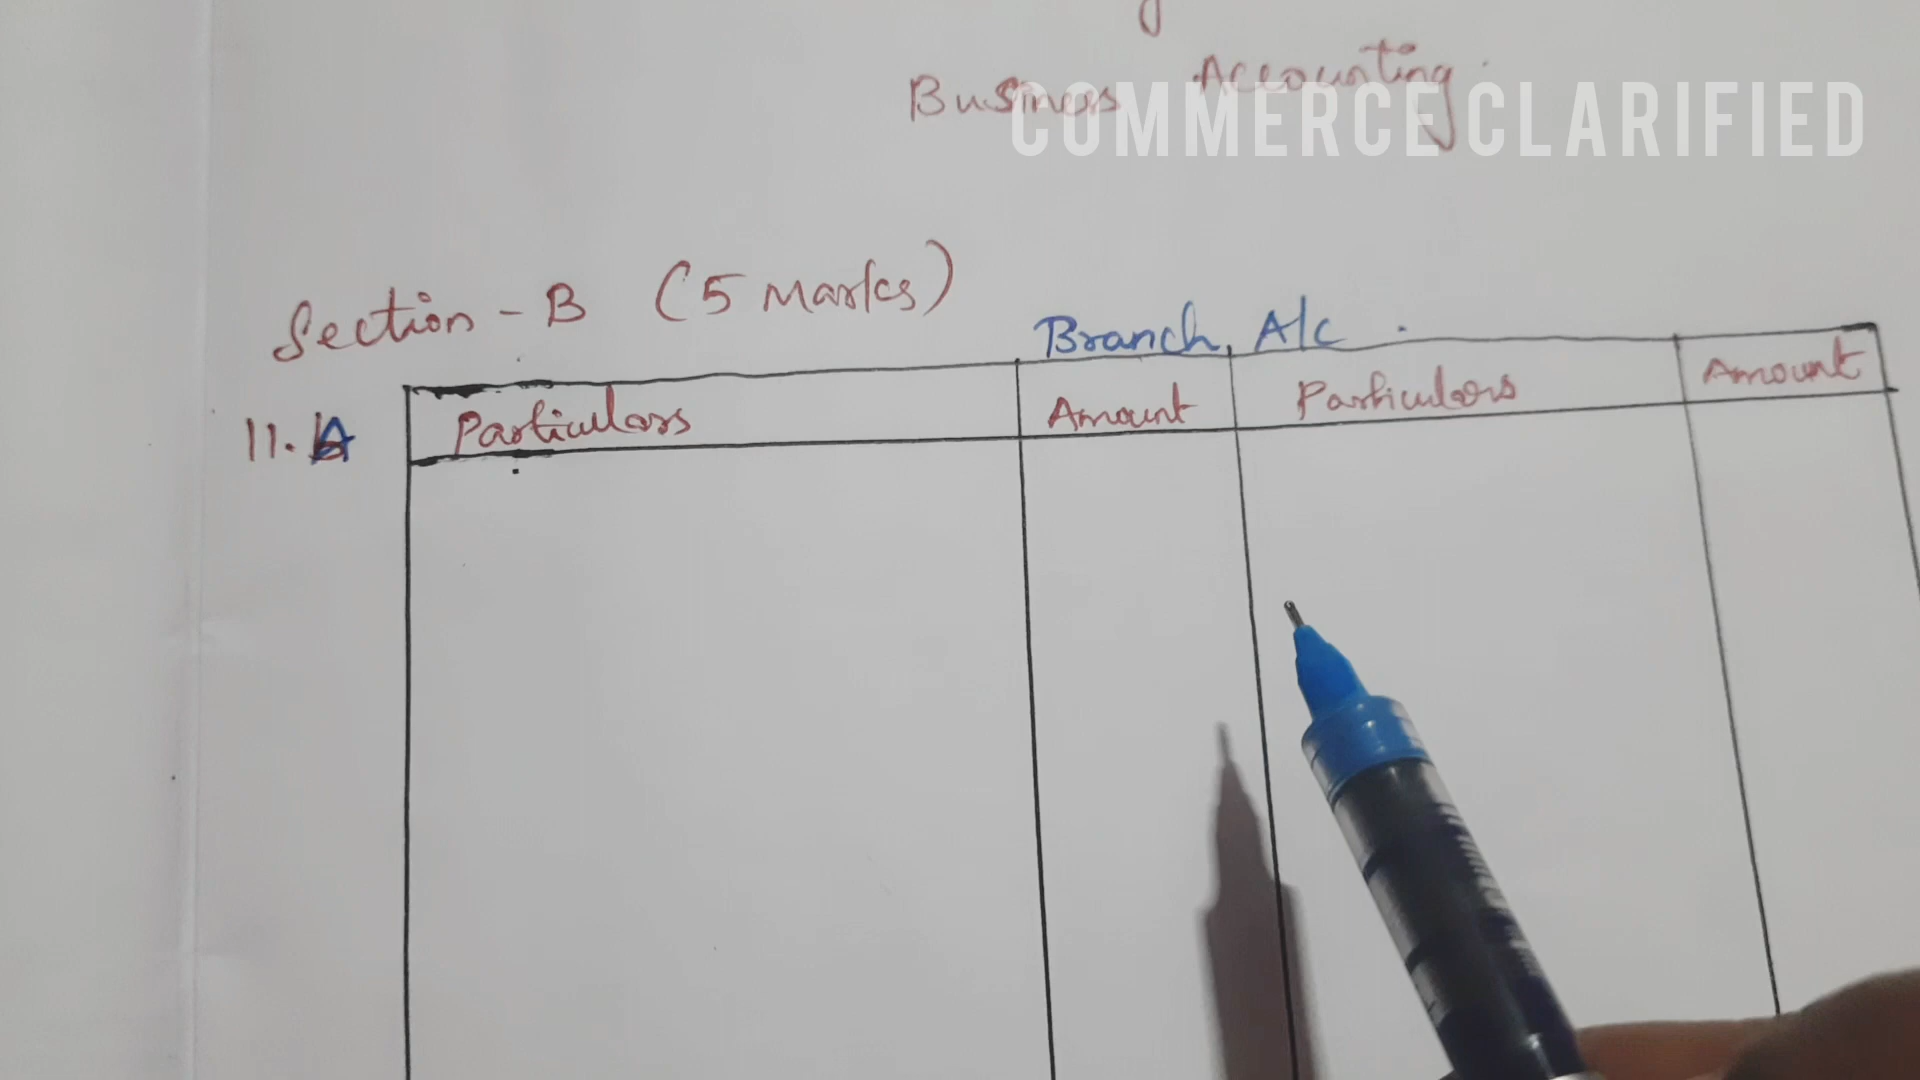 Business Accounting.
COMMERCE CLARIFIED
Section - B (5 Marks)
Branch A/c.
11. A
Particulars Amount Particulars Amount